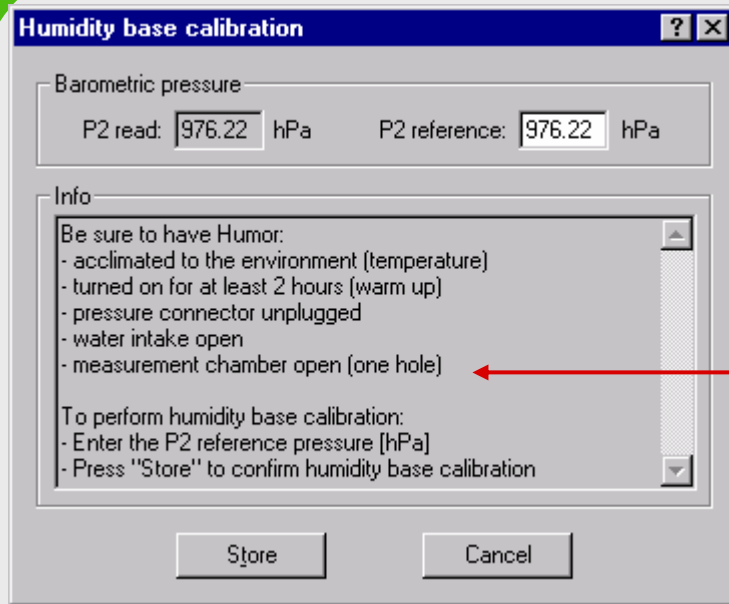 Humidity base calibration
Barometric pressure
P2 read: 976.22 hPa P2 reference: 976.22 hPa
Info
Be sure to have Humor:
- acclimated to the environment (temperature)
- turned on for at least 2 hours (warm up)
- pressure connector unplugged
- water intake open
- measurement chamber open (one hole)
To perform humidity base calibration:
- Enter the P2 reference pressure [hPa]
- Press "Store" to confirm humidity base calibration
Store Cancel